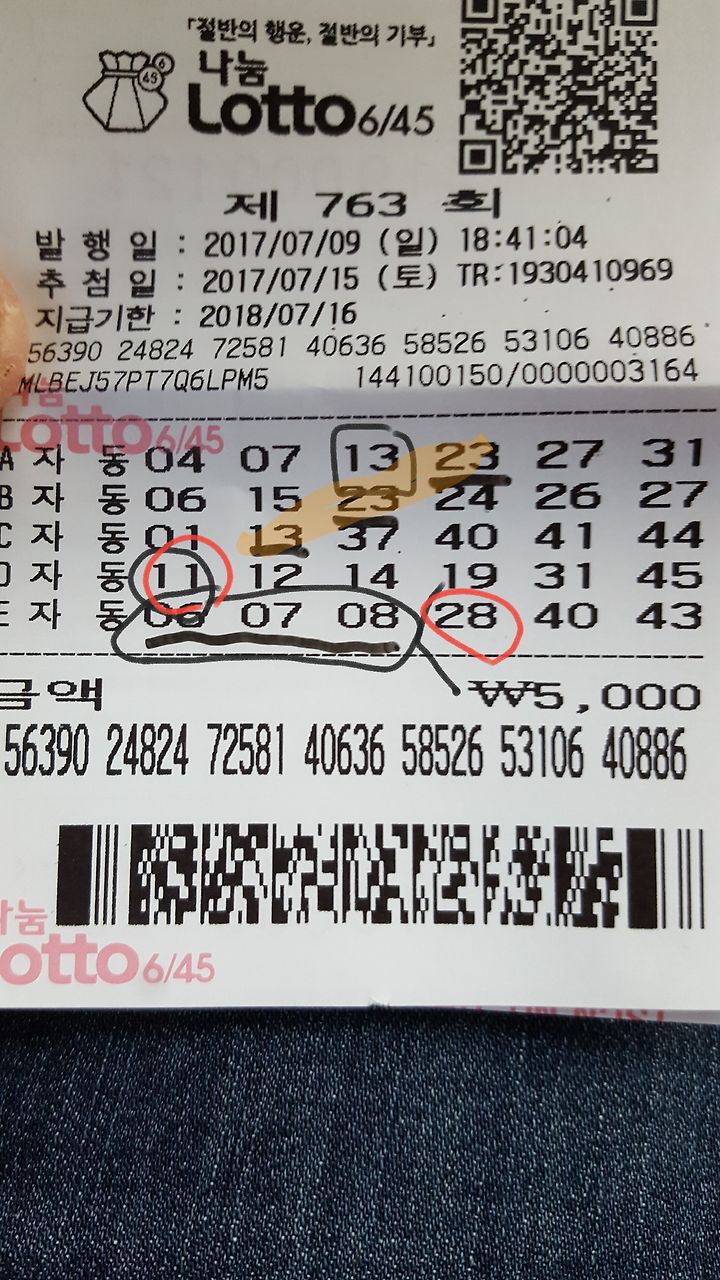 「절반의 행운, 절반의 기부」
나눔
Lotto 6/45
제 763 회
발 행 일 : 2017/07/09 (일) 18:41:04
추 첨 일 : 2017/07/15 (토) TR:1930410969
지급기한 : 2018/07/16
56390 24824 72581 40636 58526 53106 40886
MLBEJ57PT7Q6LPM5 144100150/0000003164
Lotto 6/45
A 자 동 04 07 13 23 27 31
B 자 동 06 15 23 24 26 27
C 자 동 01 13 37 40 41 44
D 자 동 11 12 14 19 31 45
E 자 동 06 07 08 28 40 43
금액 ₩5,000
56390 24824 72581 40636 58526 53106 40886
나눔
otto 6/45